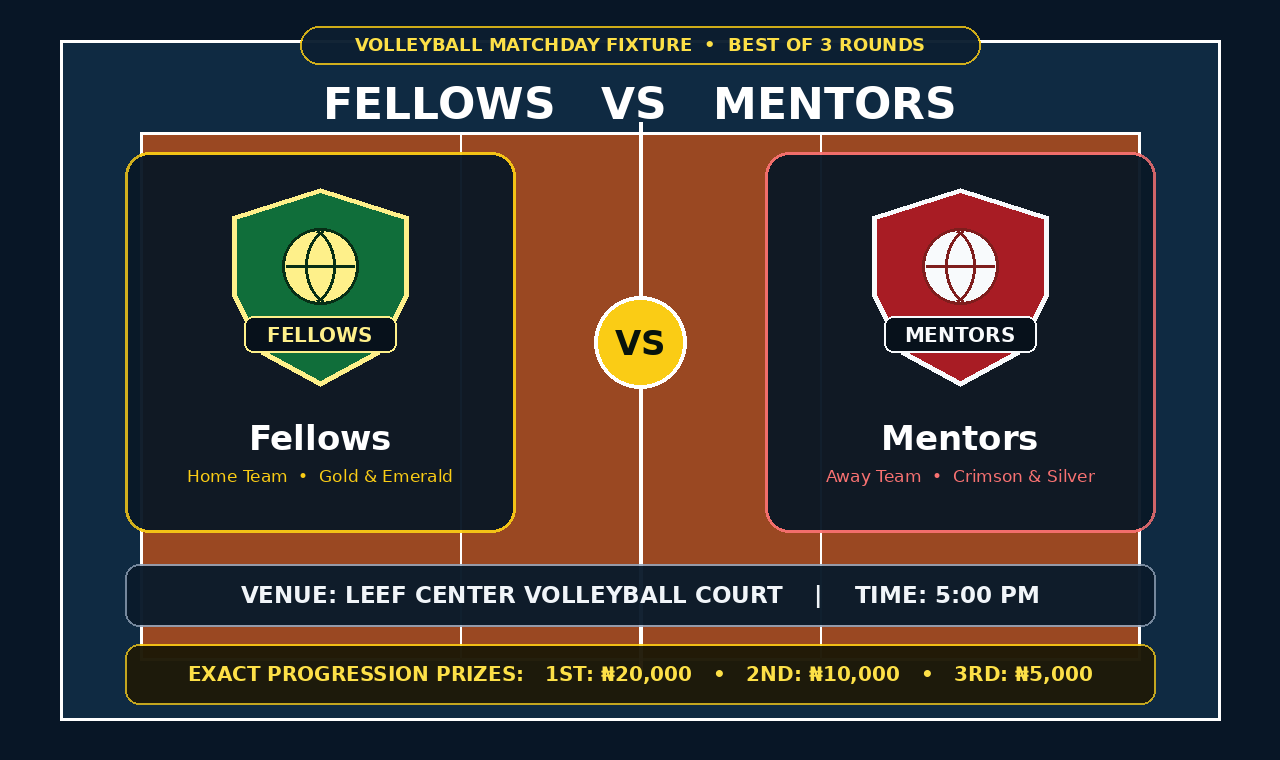 VOLLEYBALL MATCHDAY FIXTURE • BEST OF 3 ROUNDS
FELLOWS VS MENTORS
FELLOWS
VS
MENTORS
Fellows
Mentors
Home Team • Gold & Emerald
Away Team • Crimson & Silver
VENUE: LEEF CENTER VOLLEYBALL COURT | TIME: 5:00 PM
EXACT PROGRESSION PRIZES: 1ST: ₦20,000 • 2ND: ₦10,000 • 3RD: ₦5,000